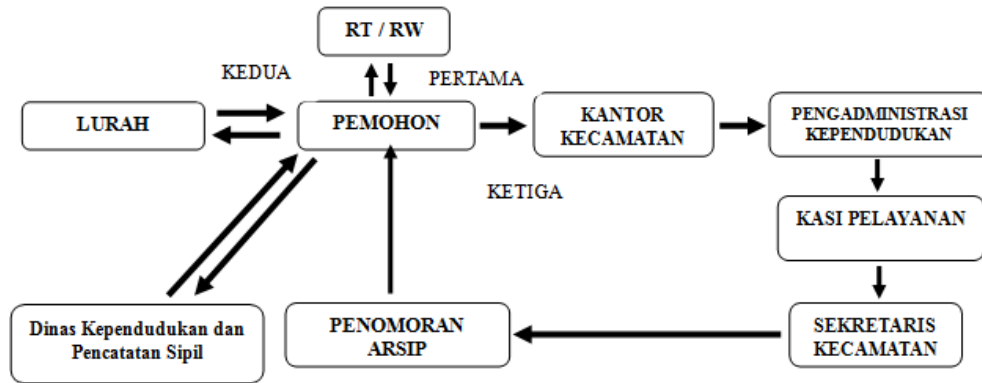 RT / RW
KEDUA
PERTAMA
LURAH
PEMOHON
KANTOR
KECAMATAN
PENGADMINISTRASI
KEPENDUDUKAN
KETIGA
KASI PELAYANAN
Dinas Kependudukan dan
Pencatatan Sipil
PENOMORAN
ARSIP
SEKRETARIS
KECAMATAN